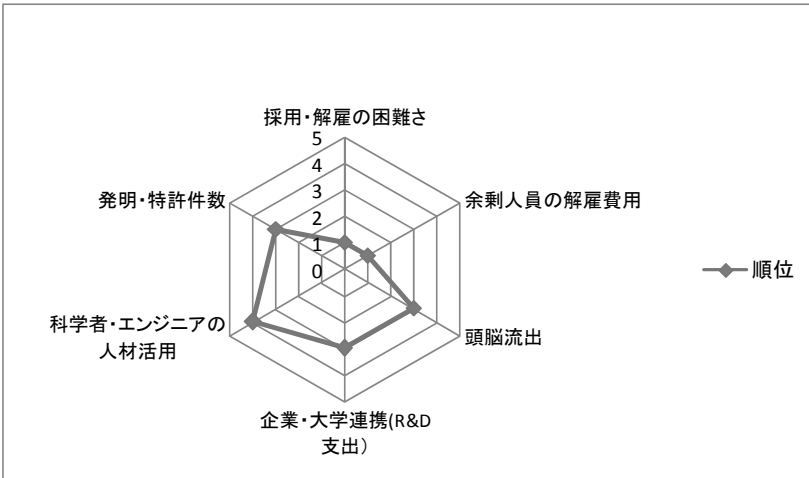 採用・解雇の困難さ
5
4
3
2
1
0
余剰人員の解雇費用
頭脳流出
企業・大学連携(R&D
支出）
科学者・エンジニアの
人材活用
発明・特許件数
順位